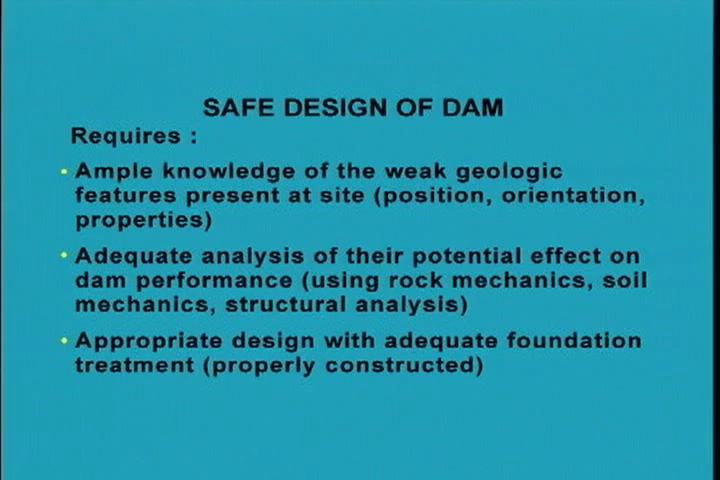 SAFE DESIGN OF DAM
Requires :
• Ample knowledge of the weak geologic
features present at site (position, orientation,
properties)
• Adequate analysis of their potential effect on
dam performance (using rock mechanics, soil
mechanics, structural analysis)
• Appropriate design with adequate foundation
treatment (properly constructed)